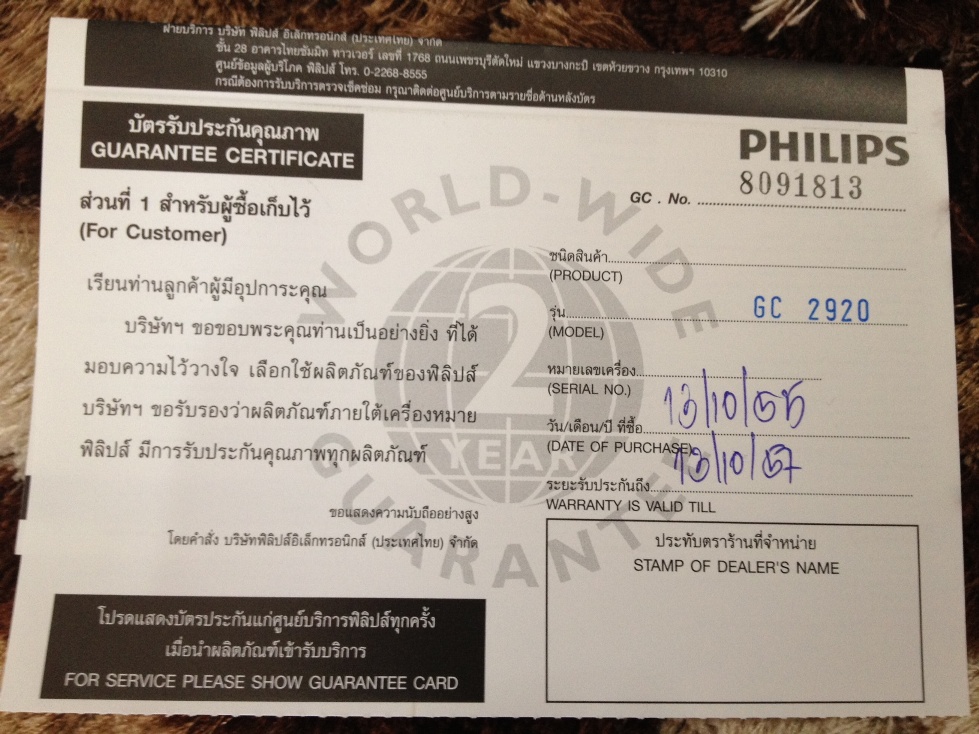 ฝ่ายบริการ บริษัท ฟิลิปส์ อิเล็กทรอนิกส์ (ประเทศไทย) จำกัด
ชั้น 28 อาคารไทยซัมมิท ทาวเวอร์ เลขที่ 1768 ถนนเพชรบุรีตัดใหม่ แขวงบางกะปิ เขตห้วยขวาง กรุงเทพฯ 10310
ศูนย์ข้อมูลผู้บริโภค ฟิลิปส์ โทร. 0-2268-8555
กรณีต้องการรับบริการตรวจเช็คซ่อม กรุณาติดต่อศูนย์บริการตามรายชื่อด้านหลังบัตร
บัตรรับประกันคุณภาพ
GUARANTEE CERTIFICATE
PHILIPS
GC . No. 8091813
ส่วนที่ 1 สำหรับผู้ซื้อเก็บไว้
(For Customer)
เรียนท่านลูกค้าผู้มีอุปการะคุณ
บริษัทฯ ขอขอบพระคุณท่านเป็นอย่างยิ่ง ที่ได้
มอบความไว้วางใจ เลือกใช้ผลิตภัณฑ์ของฟิลิปส์
บริษัทฯ ขอรับรองว่าผลิตภัณฑ์ภายใต้เครื่องหมาย
ฟิลิปส์ มีการรับประกันคุณภาพทุกผลิตภัณฑ์
ขอแสดงความนับถืออย่างสูง
โดยคำสั่ง บริษัทฟิลิปส์อิเล็กทรอนิกส์ (ประเทศไทย) จำกัด
WORLD-WIDE
2
YEAR
GUARANTEE
ชนิดสินค้า
(PRODUCT)
รุ่น GC 2920
(MODEL)
หมายเลขเครื่อง
(SERIAL NO.)
วัน/เดือน/ปี ที่ซื้อ 13/10/55
(DATE OF PURCHASE)
ระยะรับประกันถึง 13/10/57
WARRANTY IS VALID TILL
ประทับตราร้านที่จำหน่าย
STAMP OF DEALER'S NAME
โปรดแสดงบัตรประกันแก่ศูนย์บริการฟิลิปส์ทุกครั้ง
เมื่อนำผลิตภัณฑ์เข้ารับบริการ
FOR SERVICE PLEASE SHOW GUARANTEE CARD